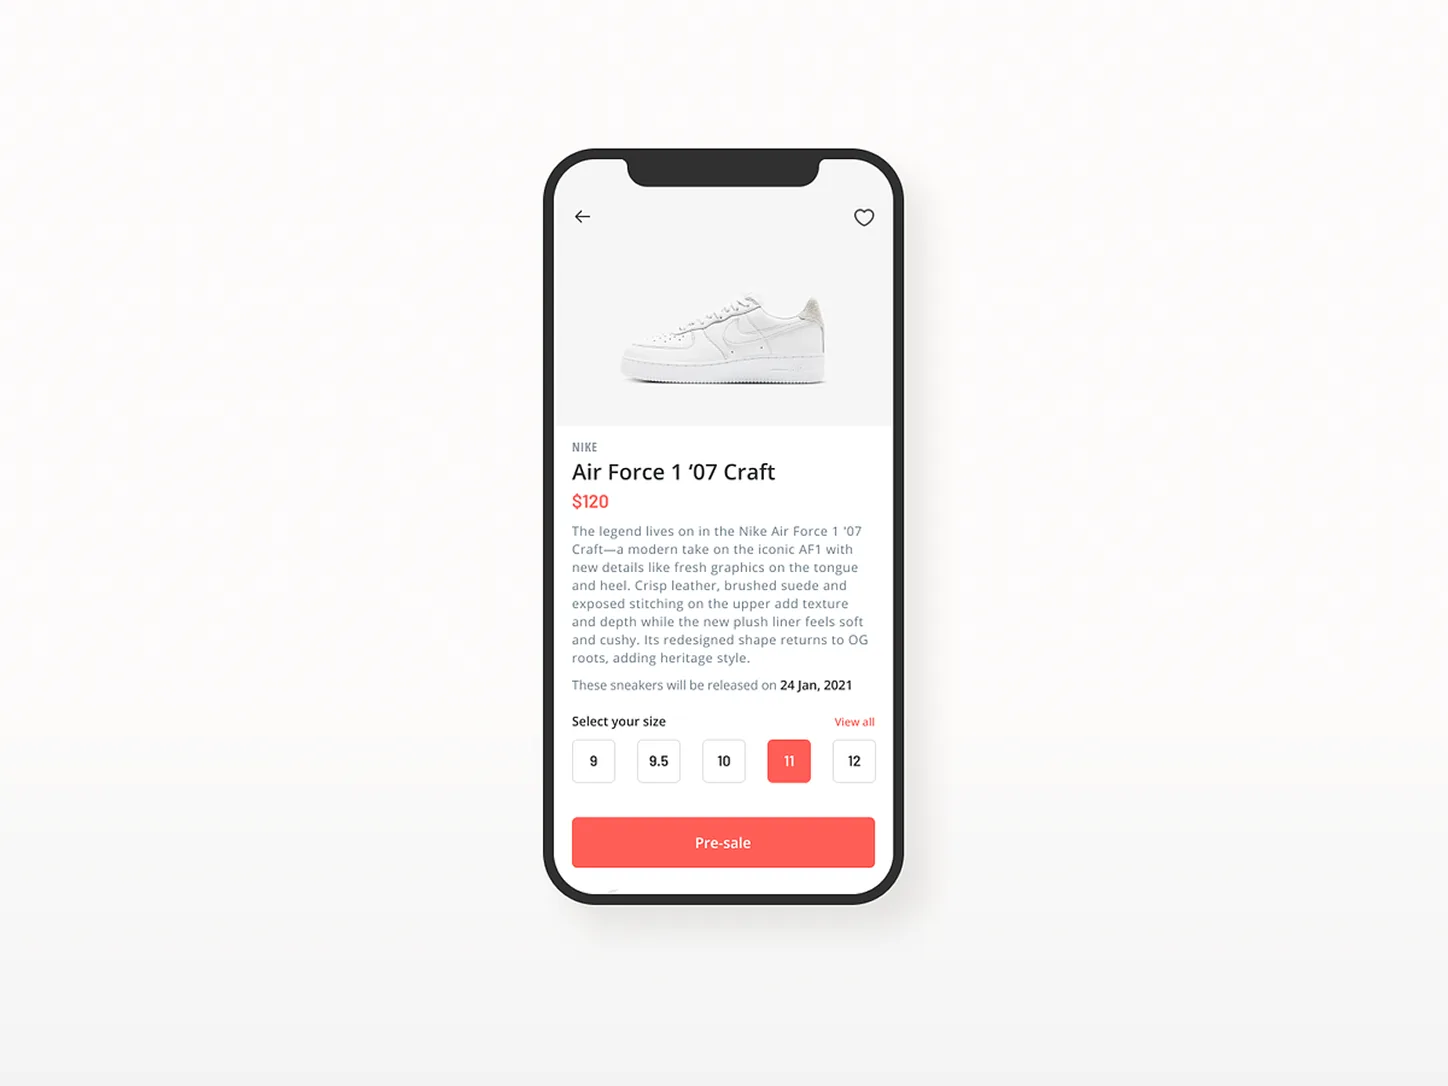 NIKE
Air Force 1 ‘07 Craft
$120
The legend lives on in the Nike Air Force 1 '07
Craft—a modern take on the iconic AF1 with
new details like fresh graphics on the tongue
and heel. Crisp leather, brushed suede and
exposed stitching on the upper add texture
and depth while the new plush liner feels soft
and cushy. Its redesigned shape returns to OG
roots, adding heritage style.
These sneakers will be released on 24 Jan, 2021
Select your size View all
9 9.5 10 11 12
Pre-sale